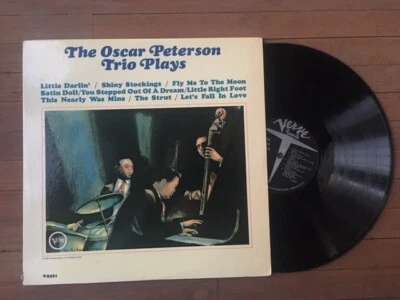 The Oscar Peterson
Trio Plays
Little Darlin' / Shiny Stockings / Fly Me To The Moon
Satin Doll/You Stepped Out Of A Dream/Little Right Foot
This Nearly Was Mine / The Strut / Let's Fall In Love
Verve
V-8591